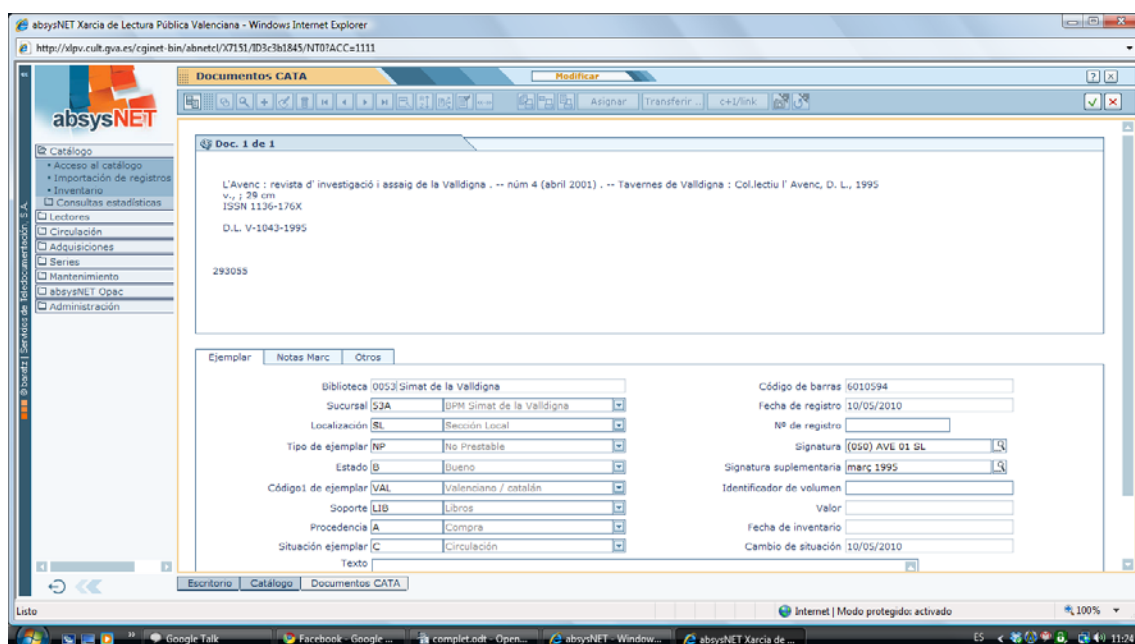 absysNET Xarcia de Lectura Pública Valenciana - Windows Internet Explorer
http://xlpv.cult.gva.es/cginet-bin/abnetcl/X7151/ID3c3b1845/NT0?ACC=1111
absysNET
Documentos CATA
Modificar
Asignar
Transferir ..
c+1/link
Catálogo
• Acceso al catálogo
• Importación de registros
• Inventario
Consultas estadísticas
Lectores
Circulación
Adquisiciones
Series
Mantenimiento
absysNET Opac
Administración
© baratz | Servicios de Teledocumentación, S.A.
Doc. 1 de 1
L'Avenc : revista d' investigació i assaig de la Valldigna . -- núm 4 (abril 2001) . -- Tavernes de Valldigna : Col.lectiu l' Avenc, D. L., 1995
v., ; 29 cm
ISSN 1136-176X
D.L. V-1043-1995
293055
Ejemplar Notas Marc Otros
Biblioteca 0053 Simat de la Valldigna
Sucursal 53A BPM Simat de la Valldigna
Localización SL Sección Local
Tipo de ejemplar NP No Prestable
Estado B Bueno
Código1 de ejemplar VAL Valenciano / catalán
Soporte LIB Libros
Procedencia A Compra
Situación ejemplar C Circulación
Texto
Código de barras 6010594
Fecha de registro 10/05/2010
Nº de registro
Signatura (050) AVE 01 SL
Signatura suplementaria març 1995
Identificador de volumen
Valor
Fecha de inventario
Cambio de situación 10/05/2010
Escritorio Catálogo Documentos CATA
Listo
Internet | Modo protegido: activado
100%
Google Talk
Facebook - Google ...
complet.odt - Open...
absysNET - Window...
absysNET Xarcia de ...
ES
11:24